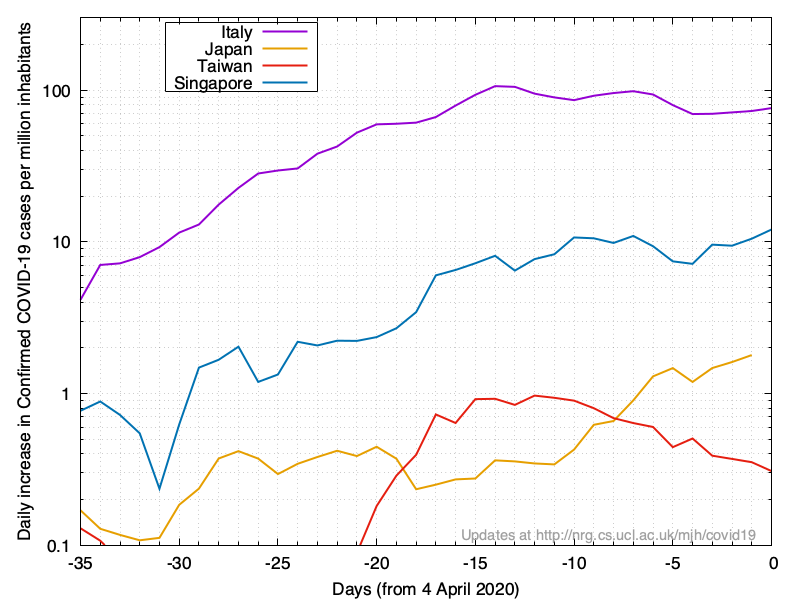 Italy
Japan
Taiwan
Singapore
Daily increase in Confirmed COVID-19 cases per million inhabitants
100
10
1
0.1
-35 -30 -25 -20 -15 -10 -5 0
Updates at http://nrg.cs.ucl.ac.uk/mjh/covid19
Days (from 4 April 2020)